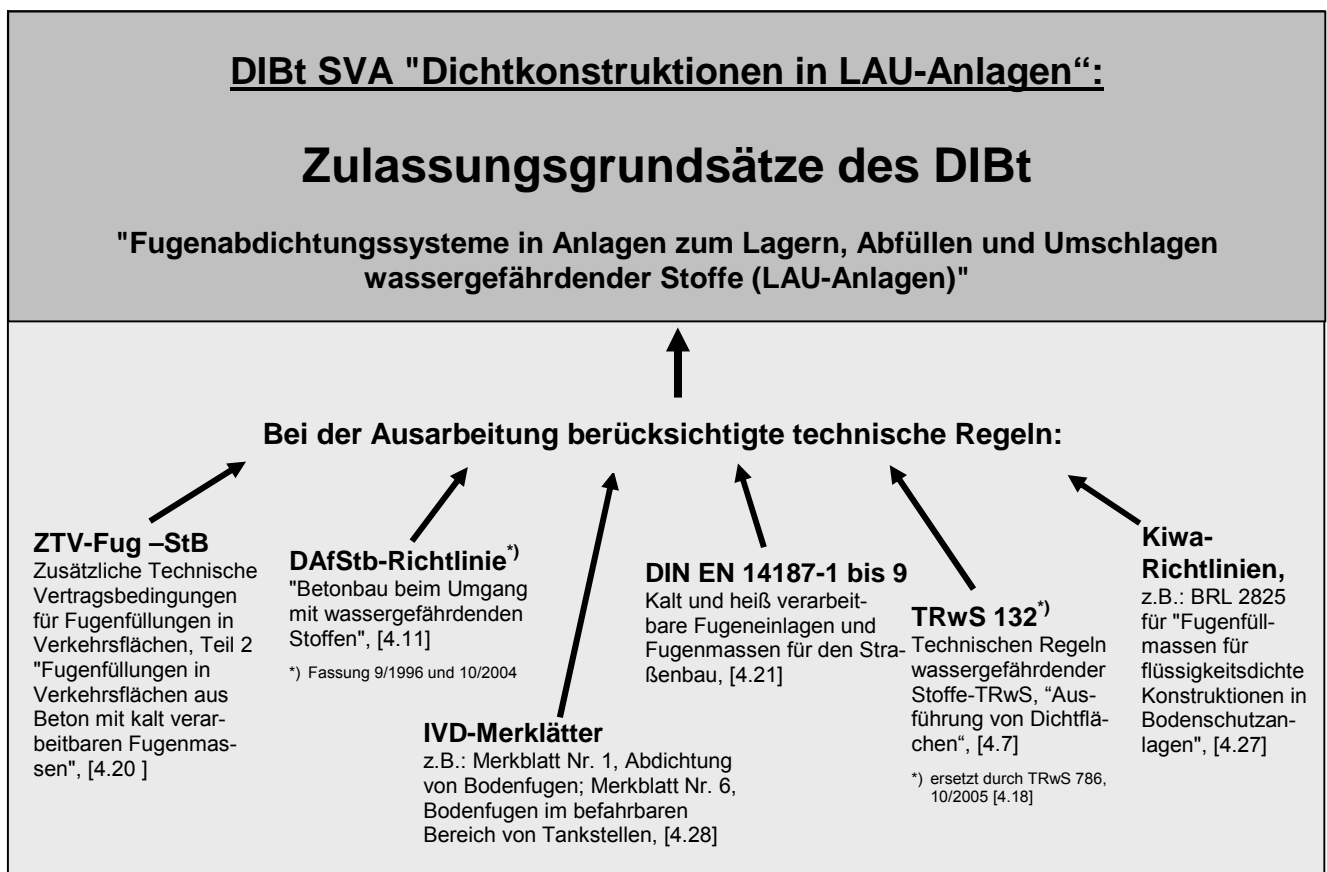 DIBt SVA "Dichtkonstruktionen in LAU-Anlagen“:
Zulassungsgrundsätze des DIBt
"Fugenabdichtungssysteme in Anlagen zum Lagern, Abfüllen und Umschlagen
wassergefährdender Stoffe (LAU-Anlagen)"
Bei der Ausarbeitung berücksichtigte technische Regeln:
ZTV-Fug –StB
Zusätzliche Technische
Vertragsbedingungen
für Fugenfüllungen in
Verkehrsflächen, Teil 2
"Fugenfüllungen in
Verkehrsflächen aus
Beton mit kalt verar-
beitbaren Fugenmas-
sen", [4.20 ]
DAfStb-Richtlinie*)
"Betonbau beim Umgang
mit wassergefährdenden
Stoffen", [4.11]
*) Fassung 9/1996 und 10/2004
IVD-Merklätter
z.B.: Merkblatt Nr. 1, Abdichtung
von Bodenfugen; Merkblatt Nr. 6,
Bodenfugen im befahrbaren
Bereich von Tankstellen, [4.28]
DIN EN 14187-1 bis 9
Kalt und heiß verarbeit-
bare Fugeneinlagen und
Fugenmassen für den Stra-
ßenbau, [4.21]
TRwS 132*)
Technischen Regeln
wassergefährdender
Stoffe-TRwS, “Aus-
führung von Dichtflä-
chen“, [4.7]
*) ersetzt durch TRwS 786,
10/2005 [4.18]
Kiwa-
Richtlinien,
z.B.: BRL 2825
für "Fugenfüll-
massen für
flüssigkeitsdichte
Konstruktionen in
Bodenschutzan-
lagen", [4.27]